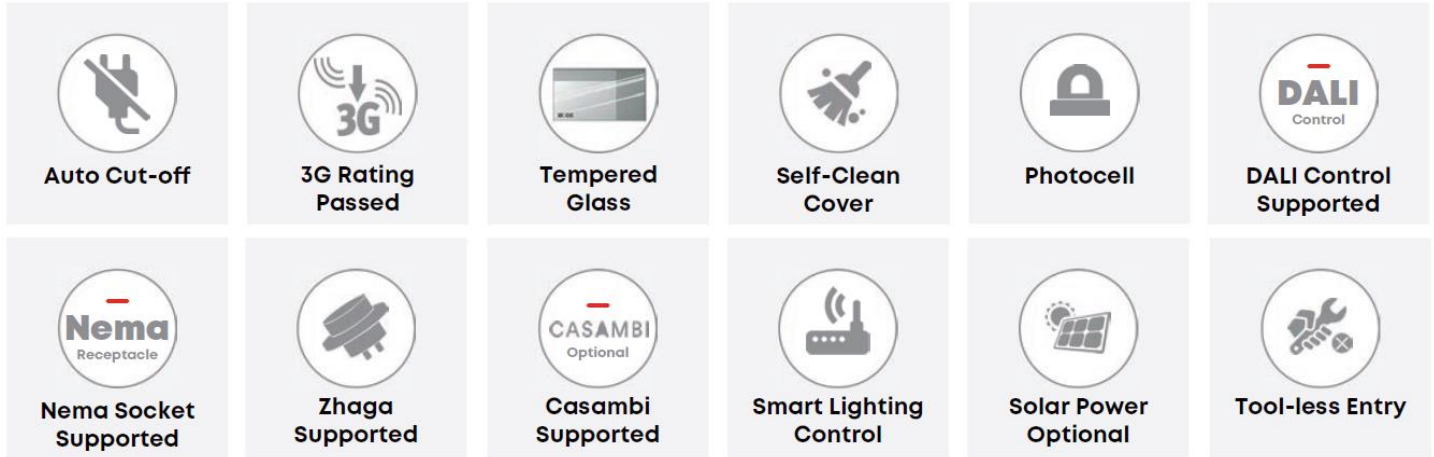 3G
DALI
Control
Auto Cut-off
3G Rating
Passed
Tempered
Glass
Self-Clean
Cover
Photocell
DALI Control
Supported
Nema
Receptacle
CASAMBI
Optional
Nema Socket
Supported
Zhaga
Supported
Casambi
Supported
Smart Lighting
Control
Solar Power
Optional
Tool-less Entry